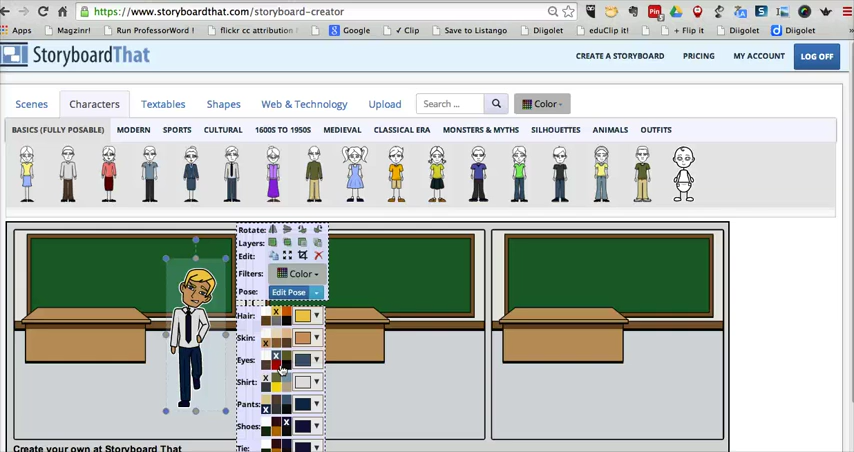 https://www.storyboardthat.com/storyboard-creator
Apps Magzinr! Run ProfessorWord ! flickr cc attribution Google ✓ Clip Save to Listango Diigolet eduClip it! + Flip it Diigolet Diigolet
StoryboardThat CREATE A STORYBOARD PRICING MY ACCOUNT LOG OFF
Scenes Characters Textables Shapes Web & Technology Upload Search ... Color
BASICS (FULLY POSABLE) MODERN SPORTS CULTURAL 1600S TO 1950S MEDIEVAL CLASSICAL ERA MONSTERS & MYTHS SILHOUETTES ANIMALS OUTFITS
Rotate:
Layers:
Edit:
Filters: Color
Pose: Edit Pose
Hair:
Skin:
Eyes:
Shirt:
Pants:
Shoes:
Tie:
Create your own at Storyboard That